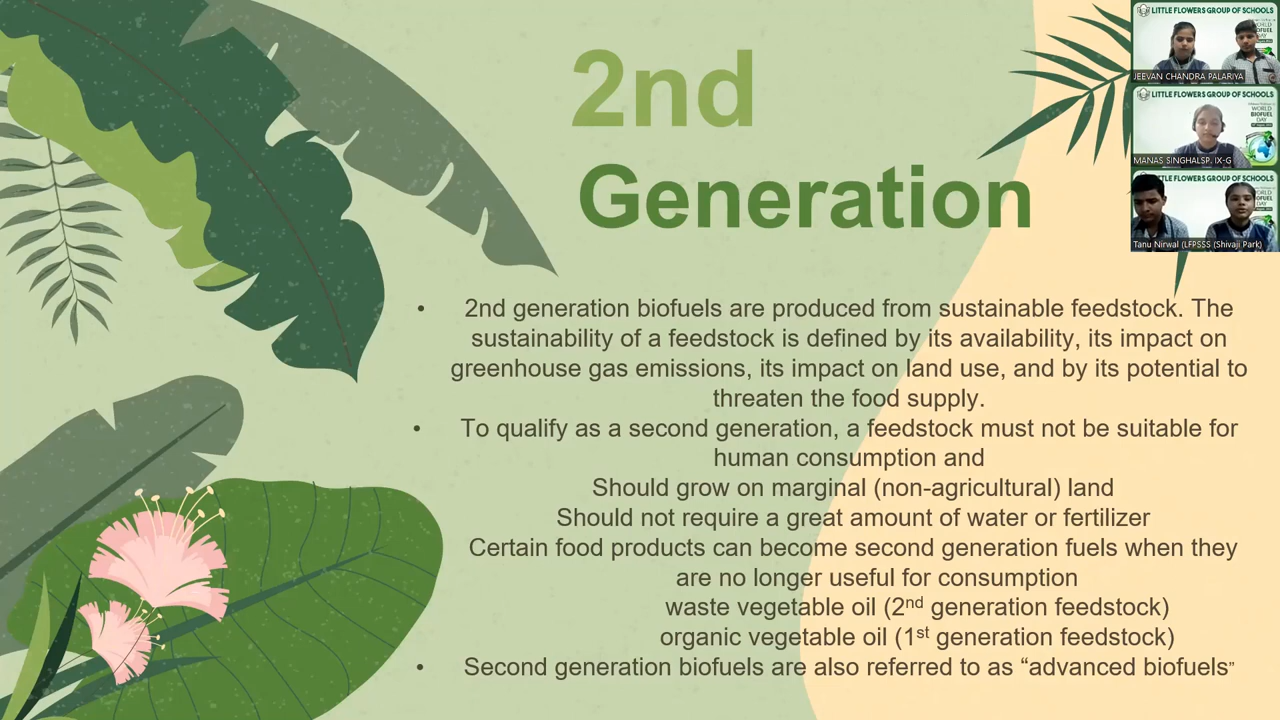 2nd
Generation
• 2nd generation biofuels are produced from sustainable feedstock. The
sustainability of a feedstock is defined by its availability, its impact on
greenhouse gas emissions, its impact on land use, and by its potential to
threaten the food supply.
• To qualify as a second generation, a feedstock must not be suitable for
human consumption and
Should grow on marginal (non-agricultural) land
Should not require a great amount of water or fertilizer
Certain food products can become second generation fuels when they
are no longer useful for consumption
waste vegetable oil (2nd generation feedstock)
organic vegetable oil (1st generation feedstock)
• Second generation biofuels are also referred to as “advanced biofuels”
LITTLE FLOWERS GROUP OF SCHOOLS
JEEVAN CHANDRA PALARIYA
LITTLE FLOWERS GROUP OF SCHOOLS
WORLD
BIOFUEL
DAY
MANAS SINGHALSP, IX-G
LITTLE FLOWERS GROUP OF SCHOOLS
Tanu Nirwal (LFPSSS (Shivaji Park)